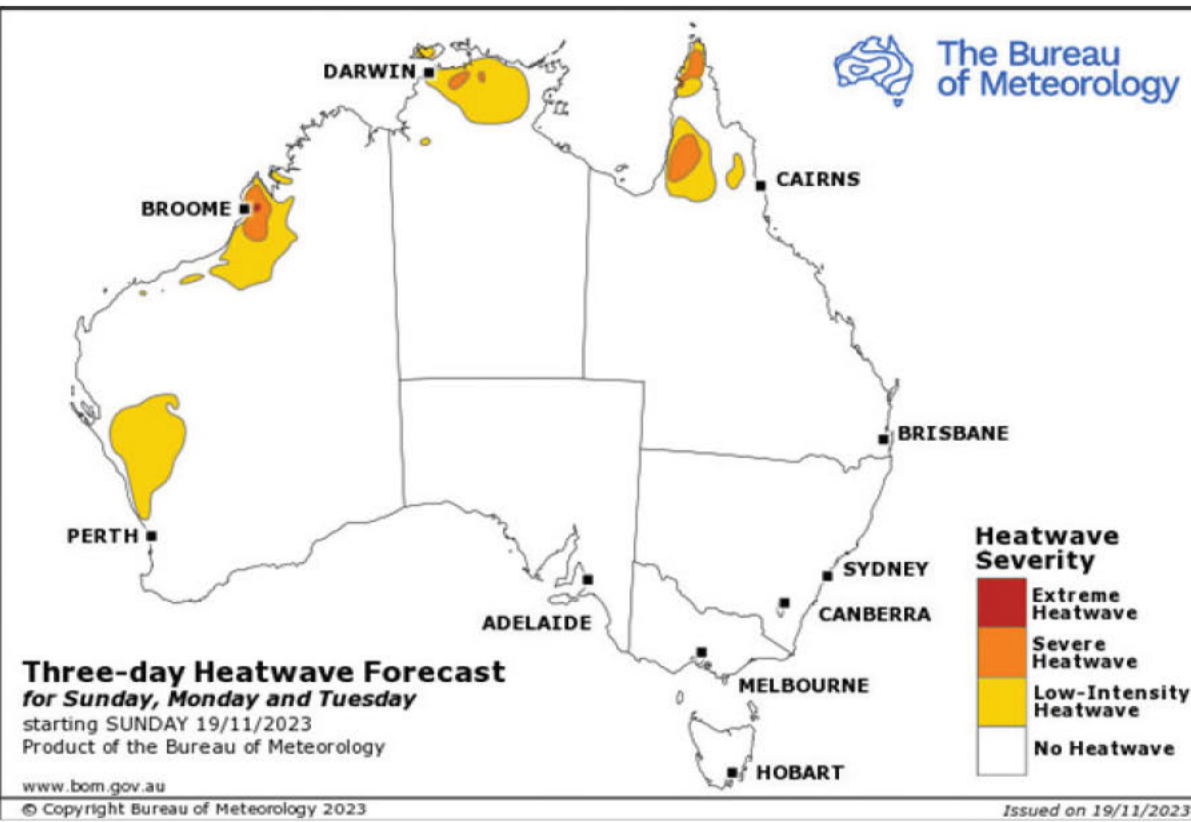 The Bureau
of Meteorology
DARWIN
CAIRNS
BROOME
BRISBANE
PERTH
SYDNEY
CANBERRA
ADELAIDE
MELBOURNE
HOBART
Heatwave
Severity
Extreme
Heatwave
Severe
Heatwave
Low-Intensity
Heatwave
No Heatwave
Three-day Heatwave Forecast
for Sunday, Monday and Tuesday
starting SUNDAY 19/11/2023
Product of the Bureau of Meteorology
www.bom.gov.au
© Copyright Bureau of Meteorology 2023
Issued on 19/11/2023